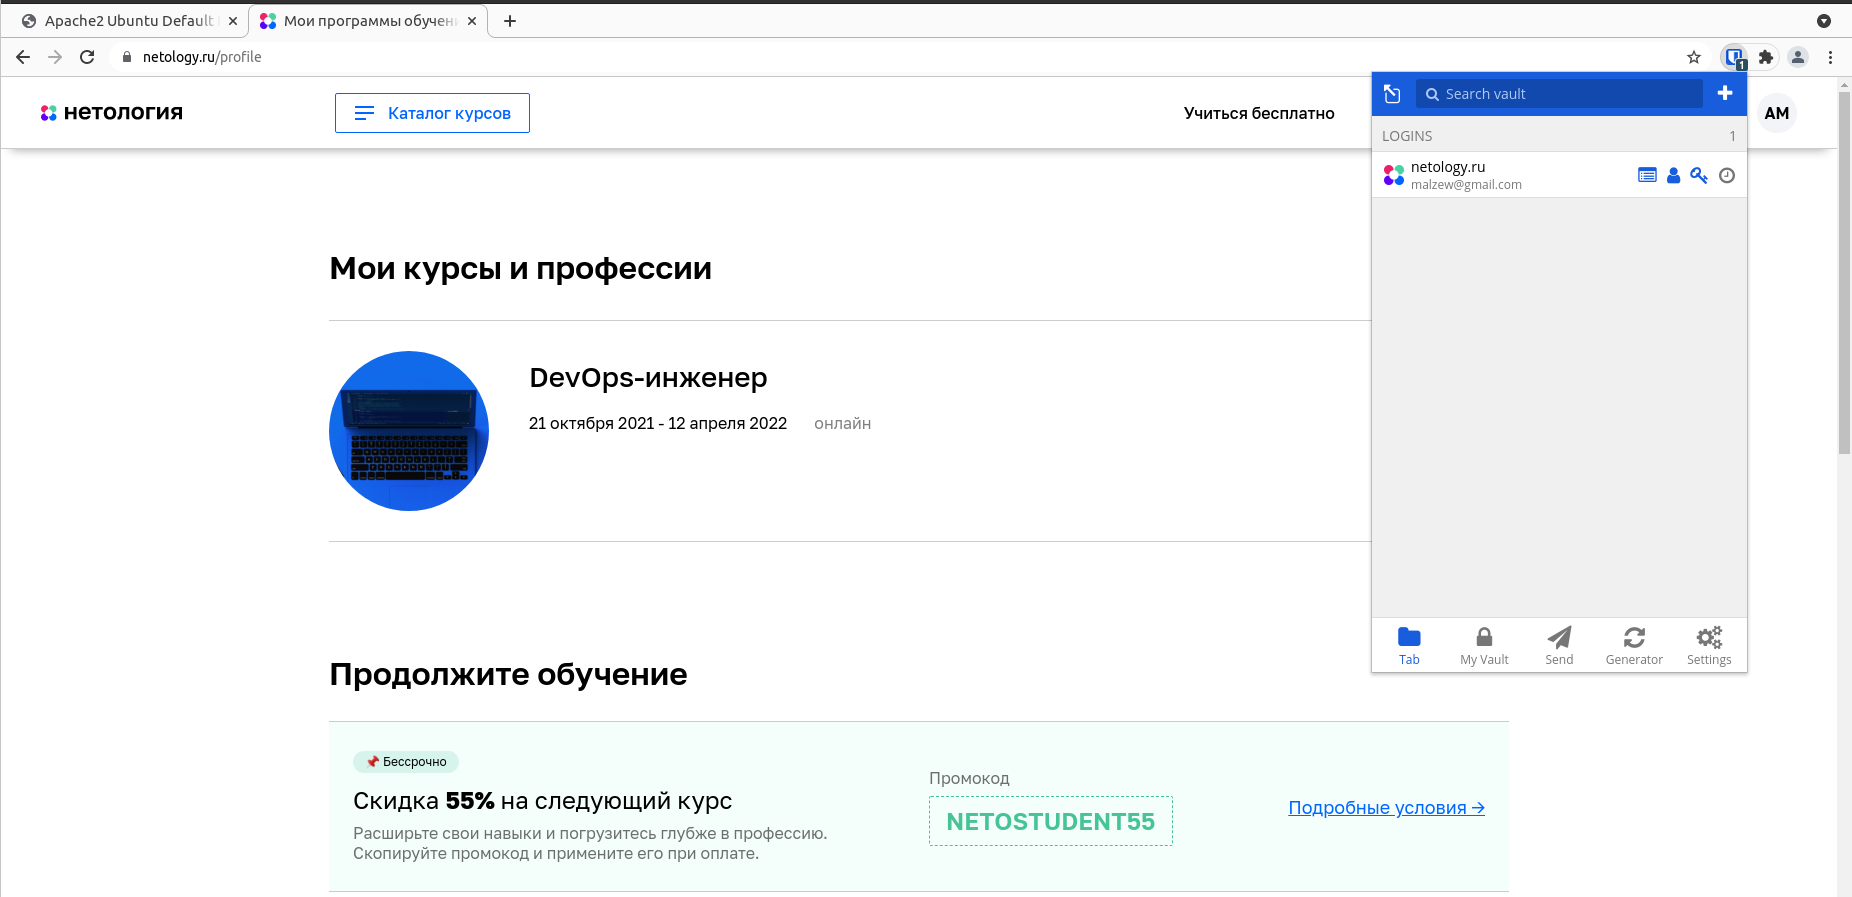 Apache2 Ubuntu Default
Мои программы обучен
netology.ru/profile
1
нетология
Каталог курсов
Учиться бесплатно
AM
Search vault
LOGINS 1
netology.ru
malzew@gmail.com
Tab
My Vault
Send
Generator
Settings
Мои курсы и профессии
DevOps-инженер
21 октября 2021 - 12 апреля 2022 онлайн
Продолжите обучение
Бессрочно
Скидка 55% на следующий курс
Расширьте свои навыки и погрузитесь глубже в профессию.
Скопируйте промокод и примените его при оплате.
Промокод
NETOSTUDENT55
Подробные условия →